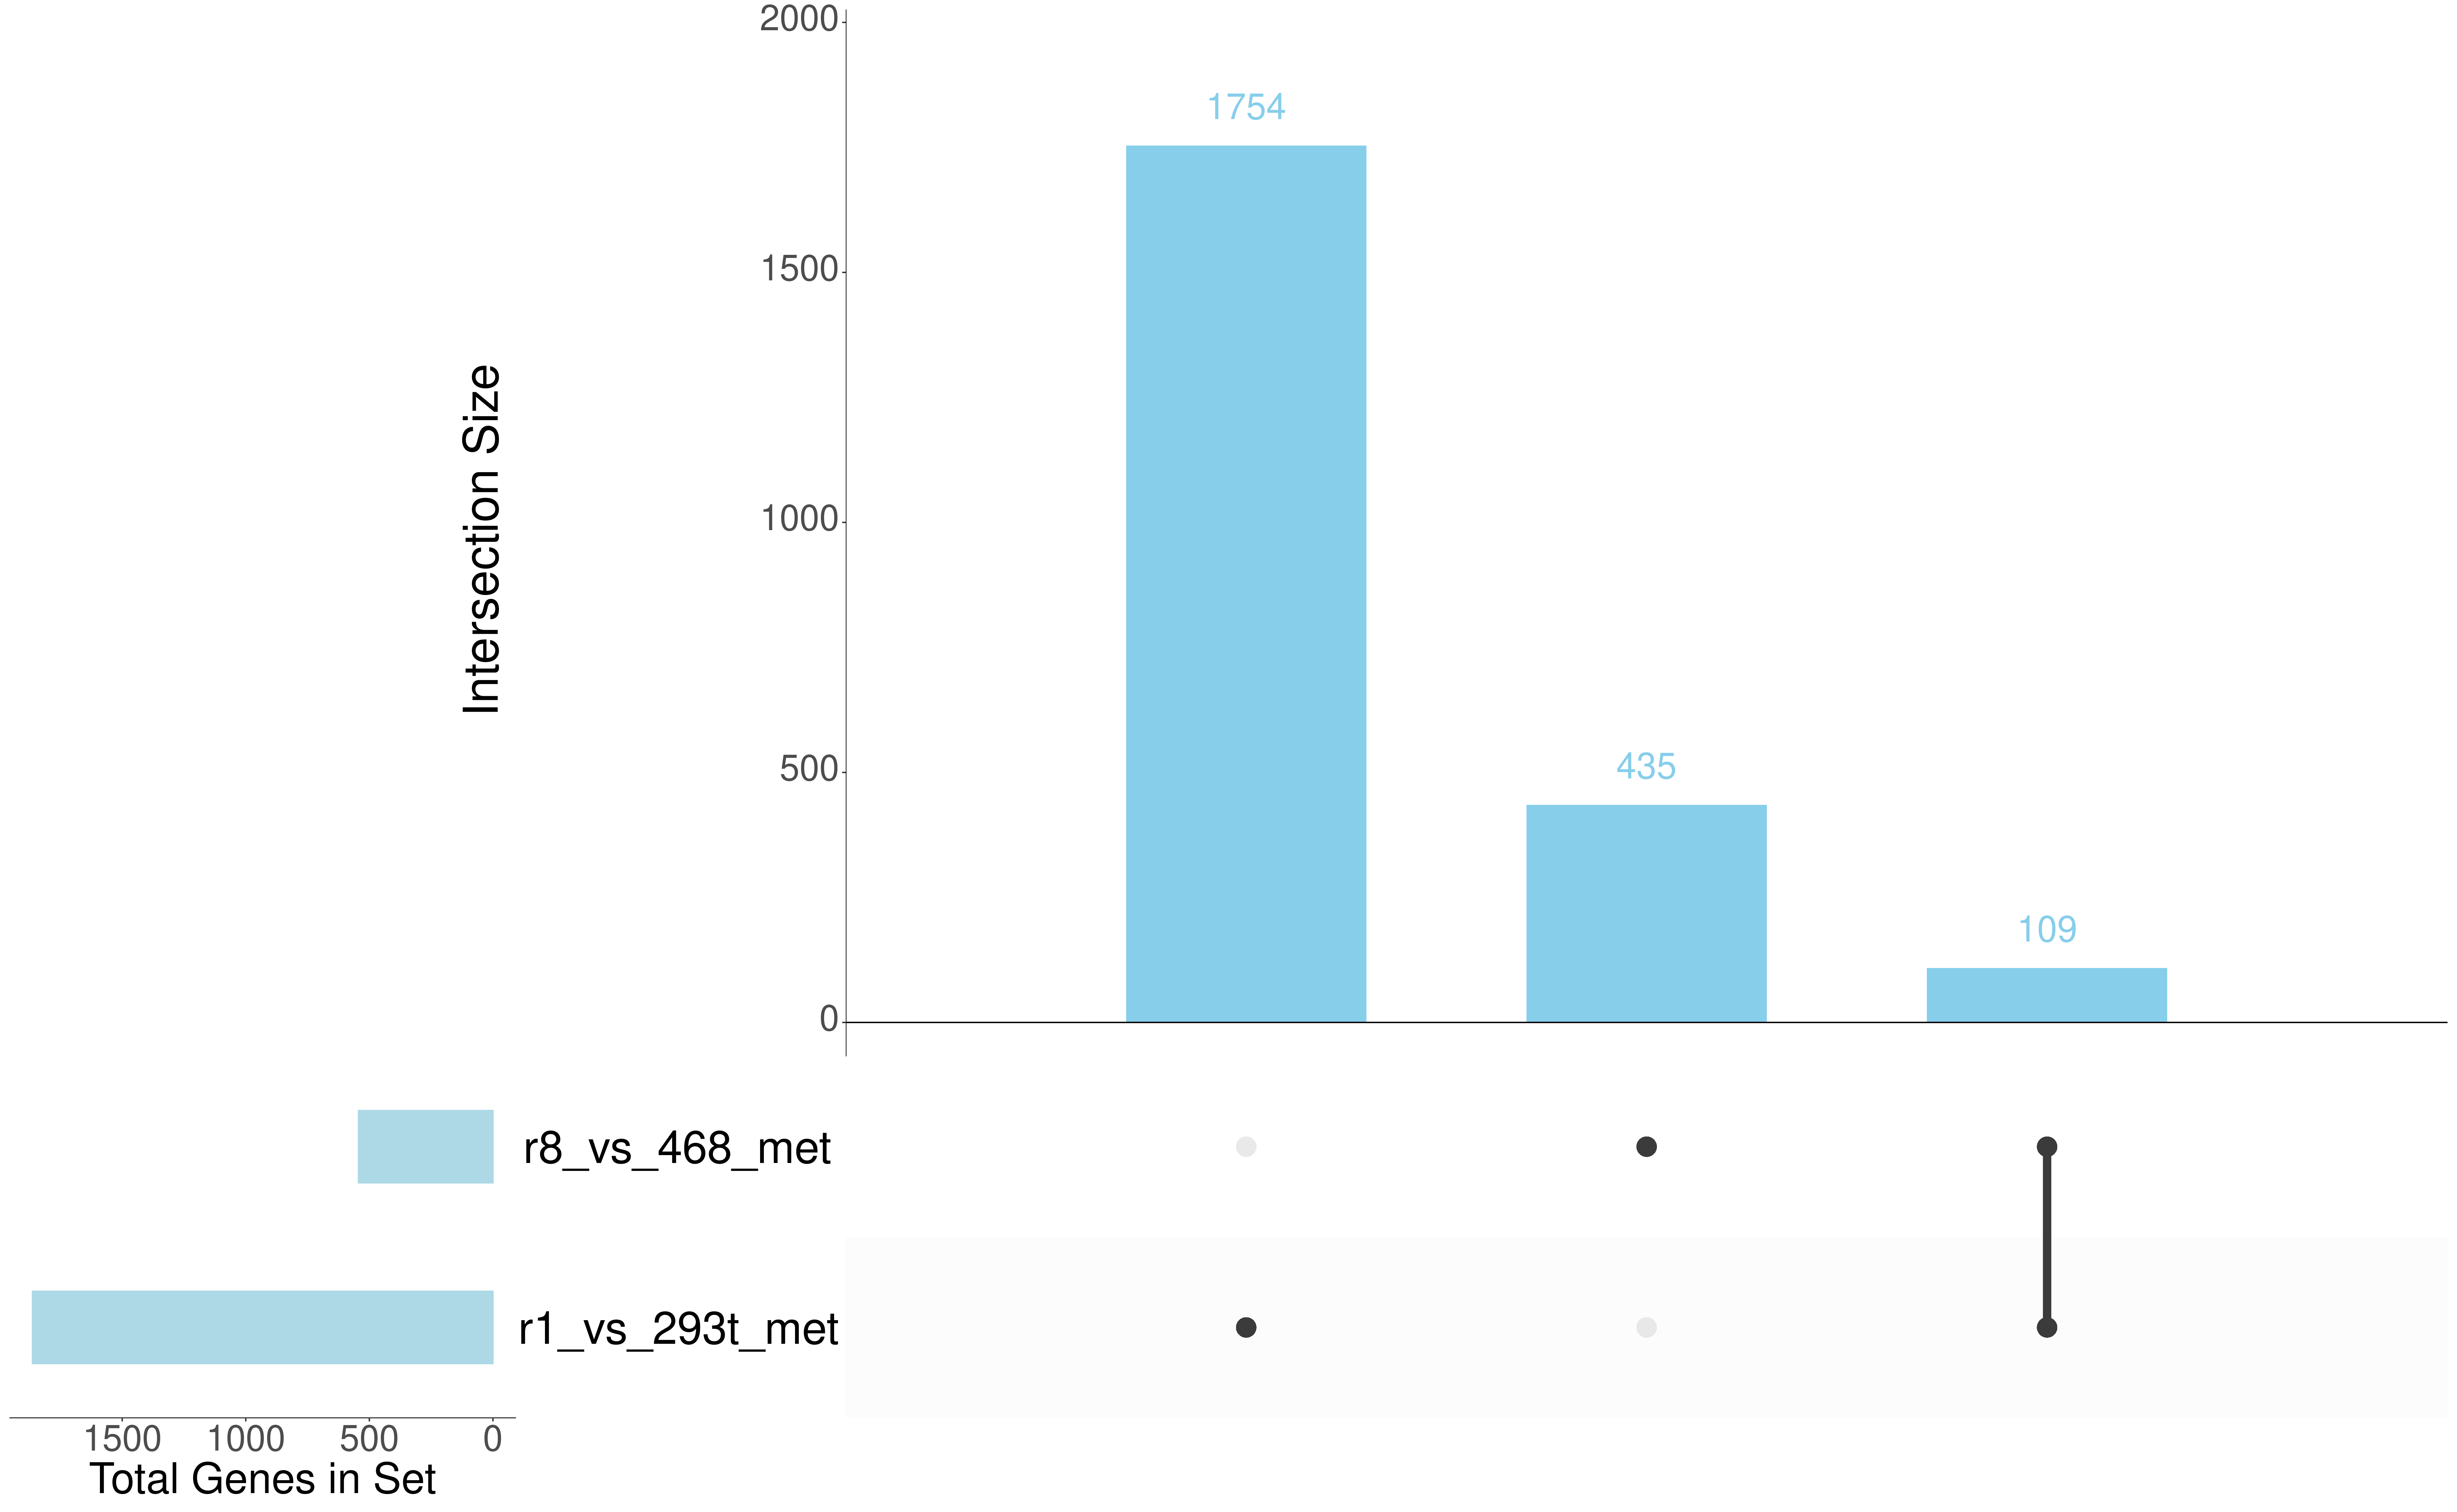 2000
1754
1500
Intersection Size
1000
500
435
109
0
r8_vs_468_met
r1_vs_293t_met
1500 1000 500 0
Total Genes in Set